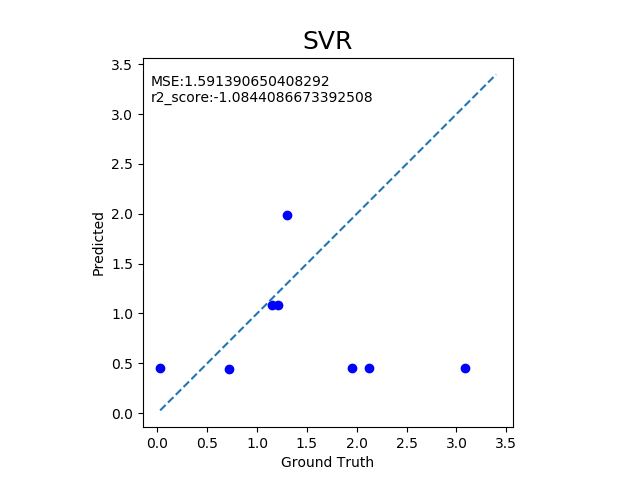 SVR
MSE:1.591390650408292
r2_score:-1.0844086673392508
3.5
3.0
2.5
2.0
1.5
1.0
0.5
0.0
Predicted
0.0 0.5 1.0 1.5 2.0 2.5 3.0 3.5
Ground Truth